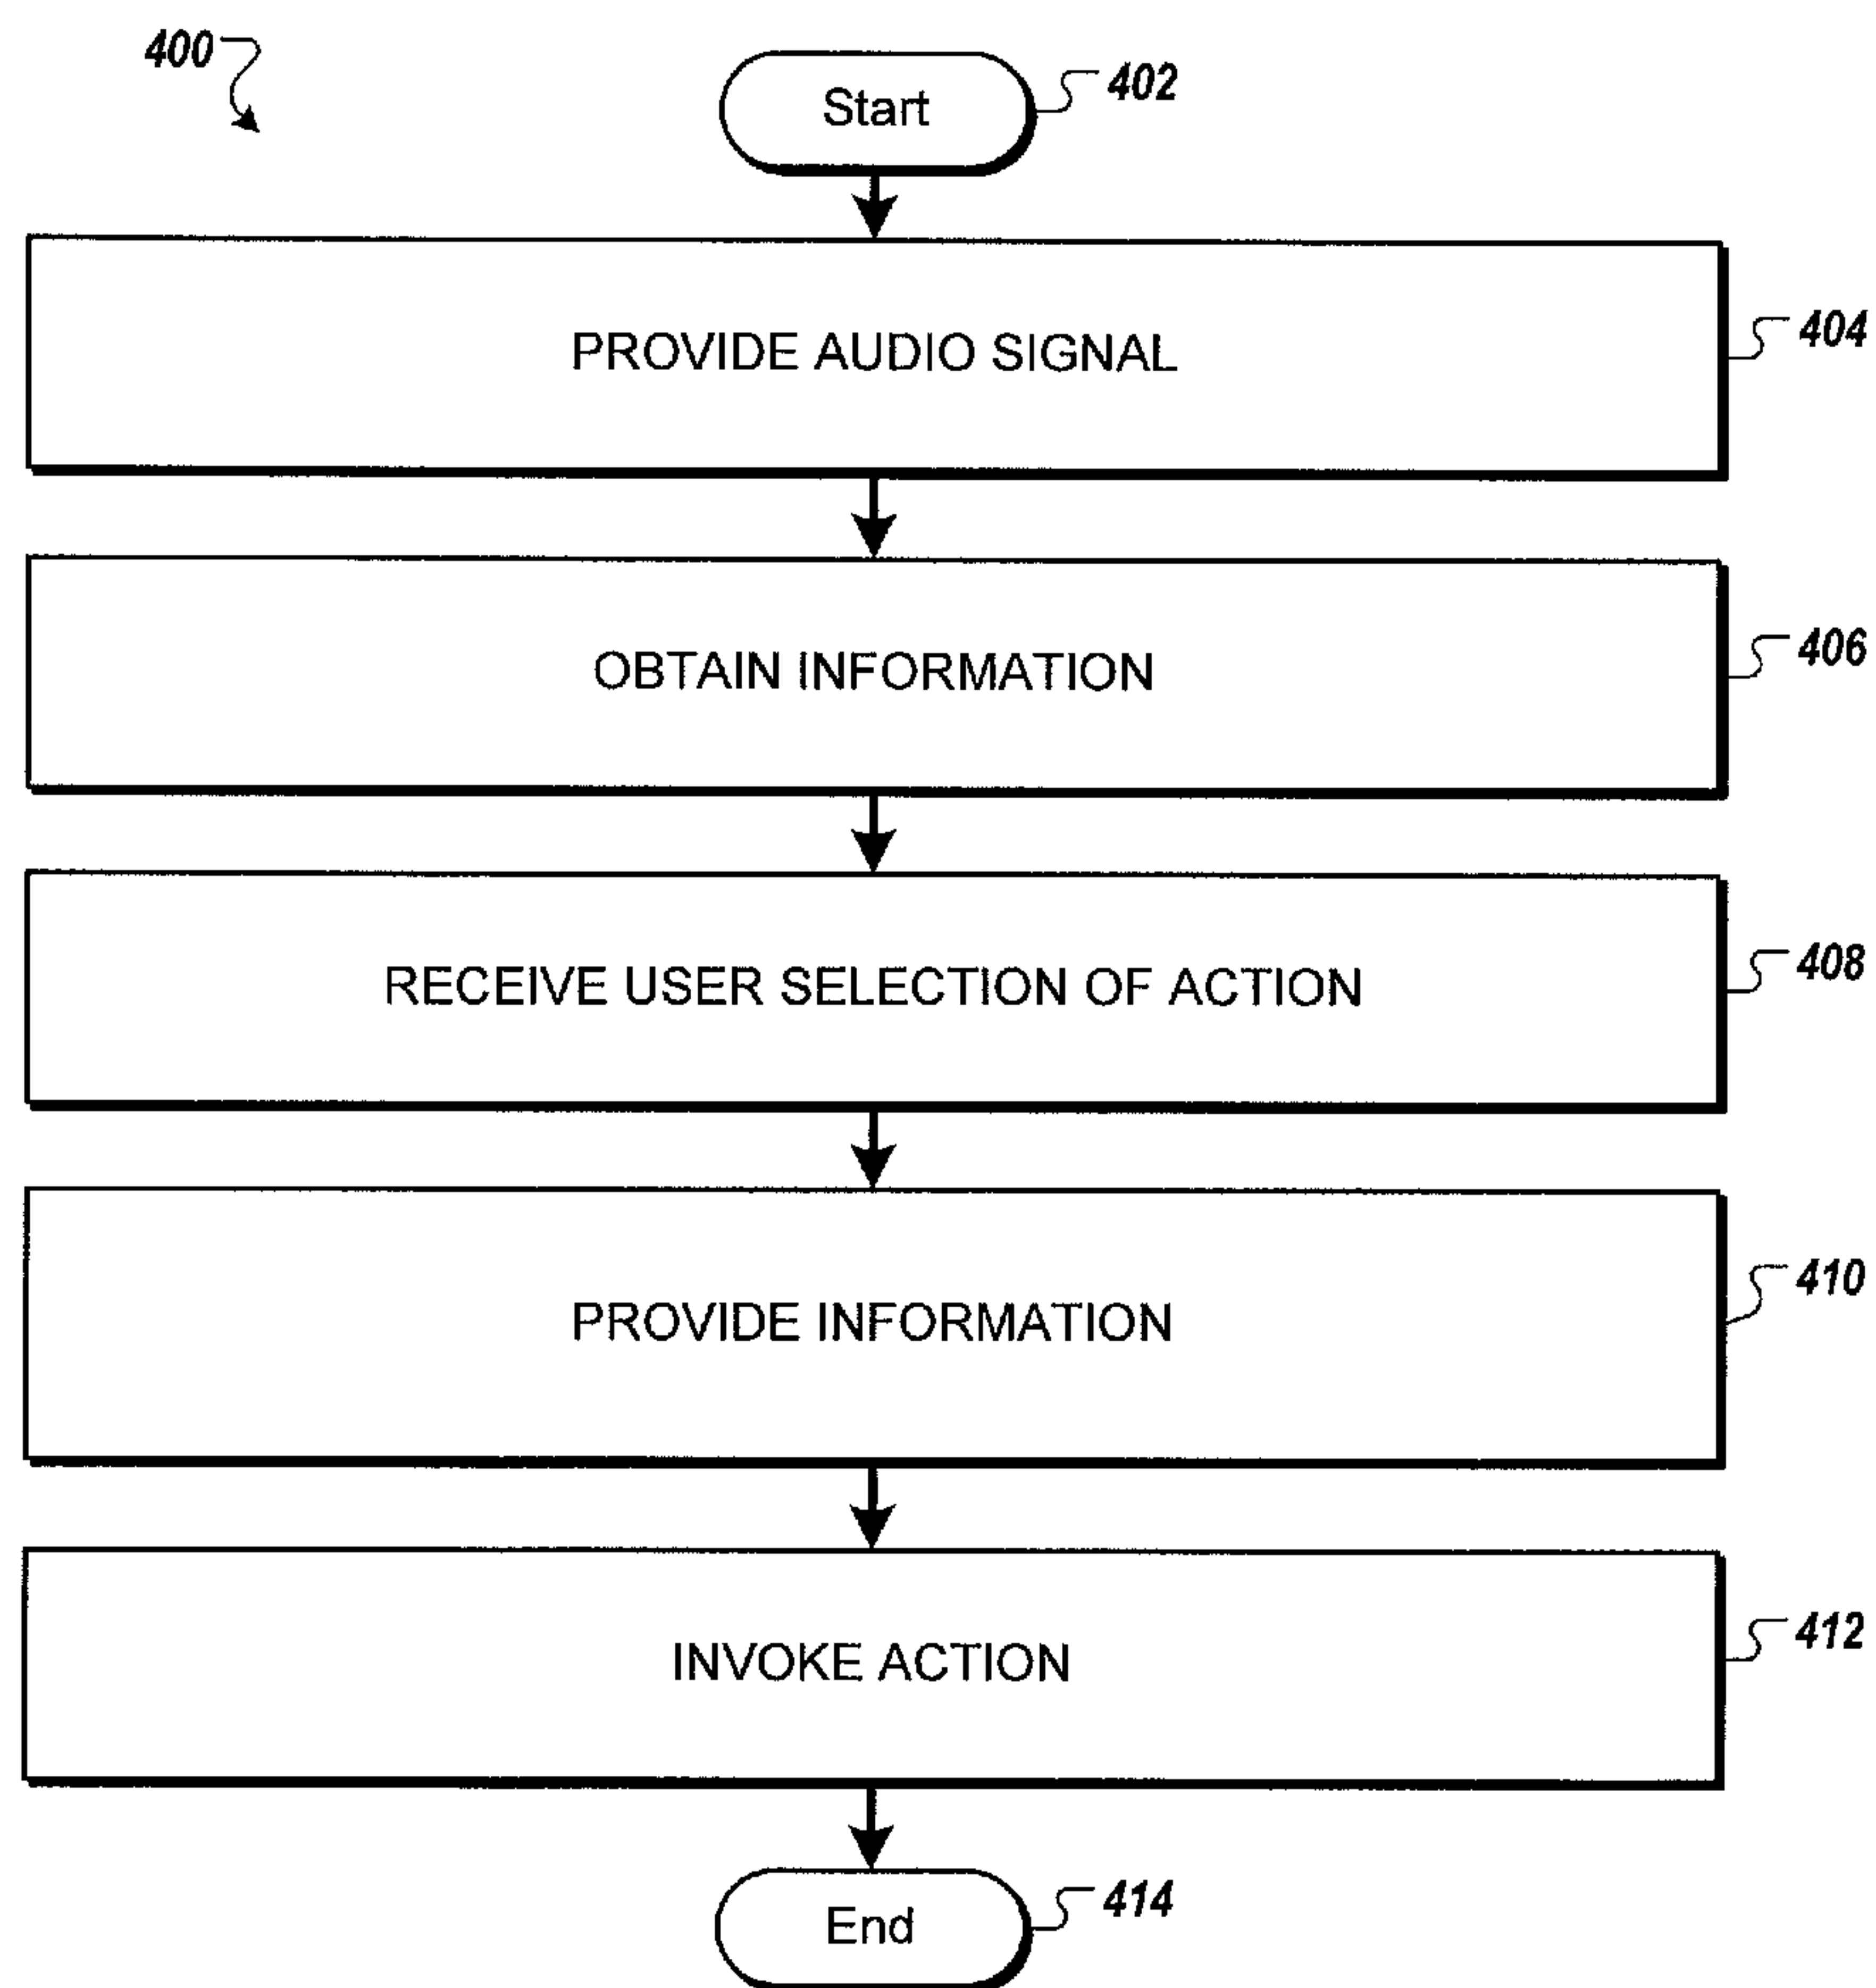 400
Start
402
PROVIDE AUDIO SIGNAL
404
OBTAIN INFORMATION
406
RECEIVE USER SELECTION OF ACTION
408
PROVIDE INFORMATION
410
INVOKE ACTION
412
End
414